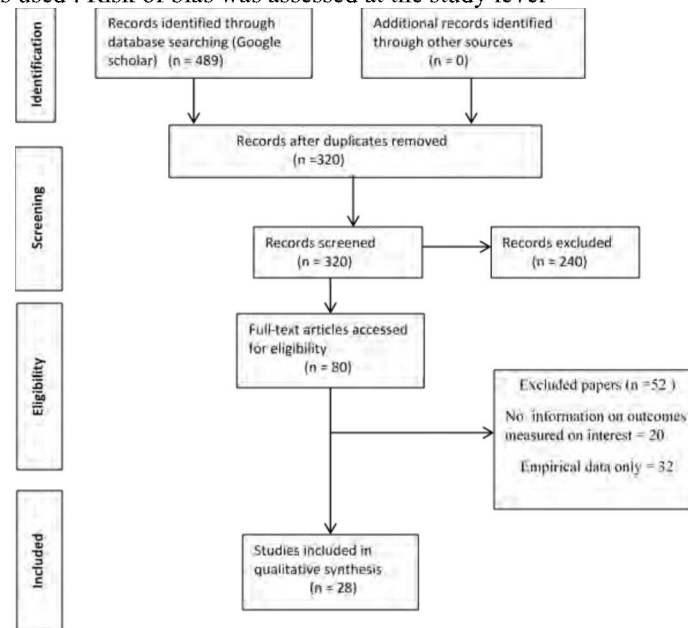 s used . Risk of bias was assessed at the study level
Identification
Records identified through
database searching (Google
scholar) (n = 489)
Additional records identified
through other sources
(n = 0)
Records after duplicates removed
(n =320)
Screening
Records screened
(n = 320)
Records excluded
(n = 240)
Eligibility
Full-text articles accessed
for eligibility
(n = 80)
Excluded papers (n =52 )
No information on outcomes
measured on interest = 20
Empirical data only = 32
Included
Studies included in
qualitative synthesis
(n = 28)